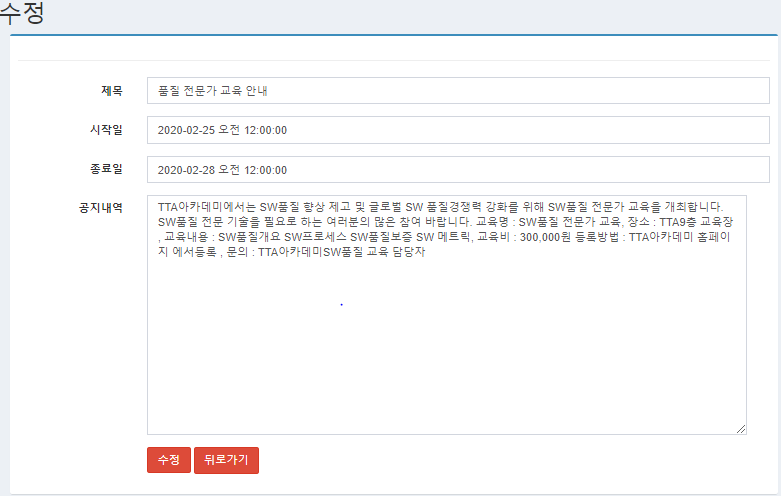 수정
제목
품질 전문가 교육 안내
시작일
2020-02-25 오전 12:00:00
종료일
2020-02-28 오전 12:00:00
공지내역
TTA아카데미에서는 SW품질 향상 제고 및 글로벌 SW 품질경쟁력 강화를 위해 SW품질 전문가 교육을 개최합니다.
SW품질 전문 기술을 필요로 하는 여러분의 많은 참여 바랍니다. 교육명 : SW품질 전문가 교육, 장소 : TTA9층 교육장
, 교육내용 : SW품질개요 SW프로세스 SW품질보증 SW 메트릭, 교육비 : 300,000원 등록방법 : TTA아카데미 홈페이
지 에서등록 , 문의 : TTA아카데미SW품질 교육 담당자
수정 뒤로가기